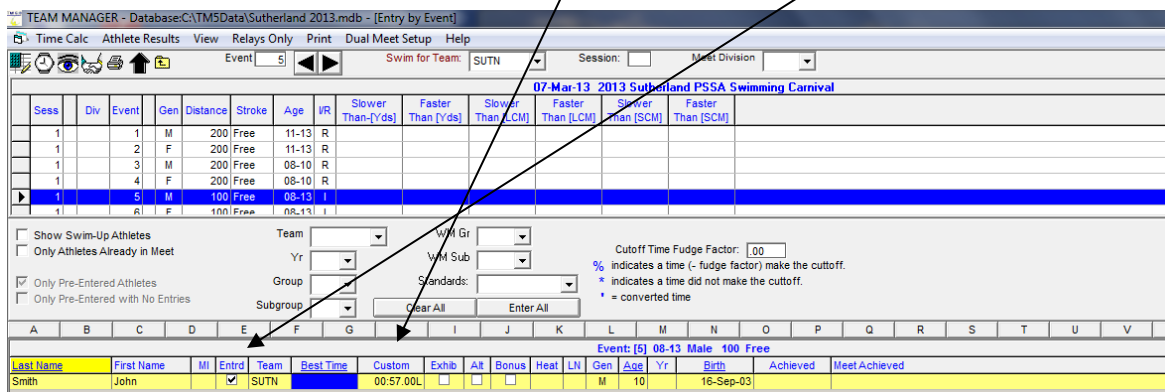 TEAM MANAGER - Database:C:\TM5Data\Sutherland 2013.mdb - [Entry by Event]
Time Calc Athlete Results View Relays Only Print Dual Meet Setup Help
Event 5 Swim for Team: SUTN Session: Meet Division
07-Mar-13 2013 Sutherland PSSA Swimming Carnival
Sess Div Event Gen Distance Stroke Age I/R Slower Than-[Yds] Faster Than [Yds] Slower Than [LCM] Faster Than [LCM] Slower Than [SCM] Faster Than [SCM]
1 1 M 200 Free 11-13 R
1 2 F 200 Free 11-13 R
1 3 M 200 Free 08-10 R
1 4 F 200 Free 08-10 R
1 5 M 100 Free 08-13 I
1 6 F 100 Free 08-13 I
Show Swim-Up Athletes Team WM Gr
Only Athletes Already in Meet Yr WM Sub Cutoff Time Fudge Factor: .00
% indicates a time (- fudge factor) make the cuttoff.
Only Pre-Entered Athletes Group Standards: * indicates a time did not make the cuttoff.
Only Pre-Entered with No Entries Subgroup Clear All Enter All ' = converted time
A B C D E F G I J K L M N O P Q R S T U V
Event: [5] 08-13 Male 100 Free
Last Name First Name MI Entrd Team Best Time Custom Exhib Alt Bonus Heat LN Gen Age Yr Birth Achieved Meet Achieved
Smith John SUTN 00:57.00L M 10 16-Sep-03